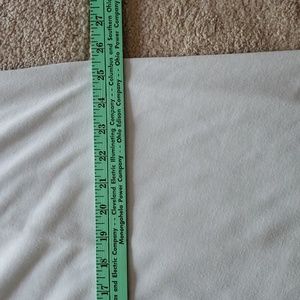 17 18 19 20 21 22 23 24 25 26 27
as and Electric Company -- Cleveland Electric Illuminating Company -- Columbus and Southern Ohio
Monongahela Power Company -- Ohio Edison Company -- Ohio Power Company